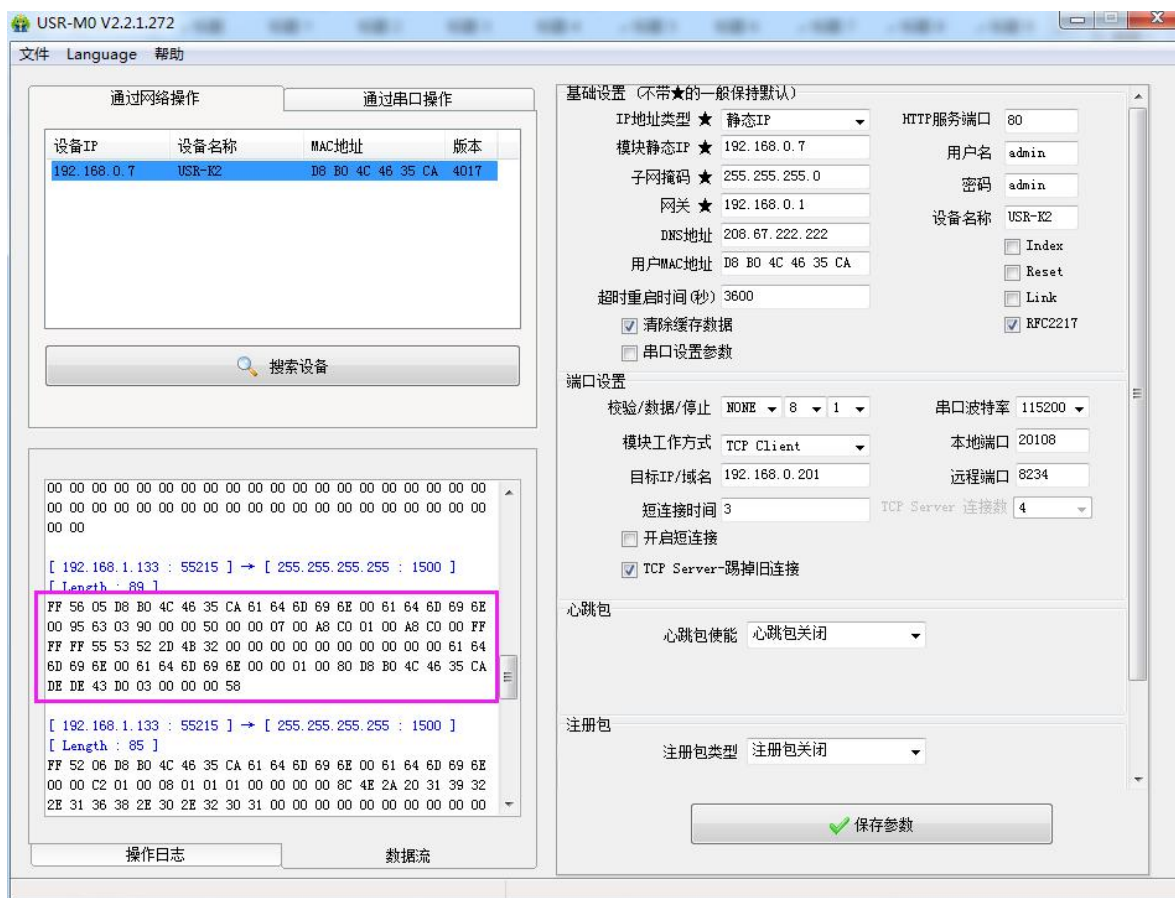 USR-M0 V2.2.1.272
文件 Language 帮助
通过网络操作 通过串口操作
设备IP 设备名称 MAC地址 版本
192.168.0.7 USR-K2 D8 B0 4C 46 35 CA 4017
搜索设备
00 00 00 00 00 00 00 00 00 00 00 00 00 00 00 00 00 00 00 00
00 00 00 00 00 00 00 00 00 00 00 00 00 00 00 00 00 00 00 00
00 00
[ 192.168.1.133 : 55215 ] → [ 255.255.255.255 : 1500 ]
[ Length : 89 ]
FF 56 05 D8 B0 4C 46 35 CA 61 64 6D 69 6E 00 61 64 6D 69 6E
00 95 63 03 90 00 00 50 00 00 07 00 A8 C0 01 00 A8 C0 00 FF
FF FF 55 53 52 2D 4B 32 00 00 00 00 00 00 00 00 00 00 61 64
6D 69 6E 00 61 64 6D 69 6E 00 00 01 00 80 D8 B0 4C 46 35 CA
DE DE 43 D0 03 00 00 00 58
[ 192.168.1.133 : 55215 ] → [ 255.255.255.255 : 1500 ]
[ Length : 85 ]
FF 52 06 D8 B0 4C 46 35 CA 61 64 6D 69 6E 00 61 64 6D 69 6E
00 00 C2 01 00 08 01 01 01 00 00 00 00 8C 4E 2A 20 31 39 32
2E 31 36 38 2E 30 2E 32 30 31 00 00 00 00 00 00 00 00 00 00
操作日志 数据流
基础设置 (不带★的一般保持默认)
IP地址类型 ★ 静态IP
模块静态IP ★ 192.168.0.7
子网掩码 ★ 255.255.255.0
网关 ★ 192.168.0.1
DNS地址 208.67.222.222
用户MAC地址 D8 B0 4C 46 35 CA
超时重启时间(秒) 3600
清除缓存数据
串口设置参数
HTTP服务端口 80
用户名 admin
密码 admin
设备名称 USR-K2
Index
Reset
Link
RFC2217
端口设置
校验/数据/停止 NONE 8 1 串口波特率 115200
模块工作方式 TCP Client 本地端口 20108
目标IP/域名 192.168.0.201 远程端口 8234
短连接时间 3 TCP Server 连接数 4
开启短连接
TCP Server-踢掉旧连接
心跳包
心跳包使能 心跳包关闭
注册包
注册包类型 注册包关闭
保存参数